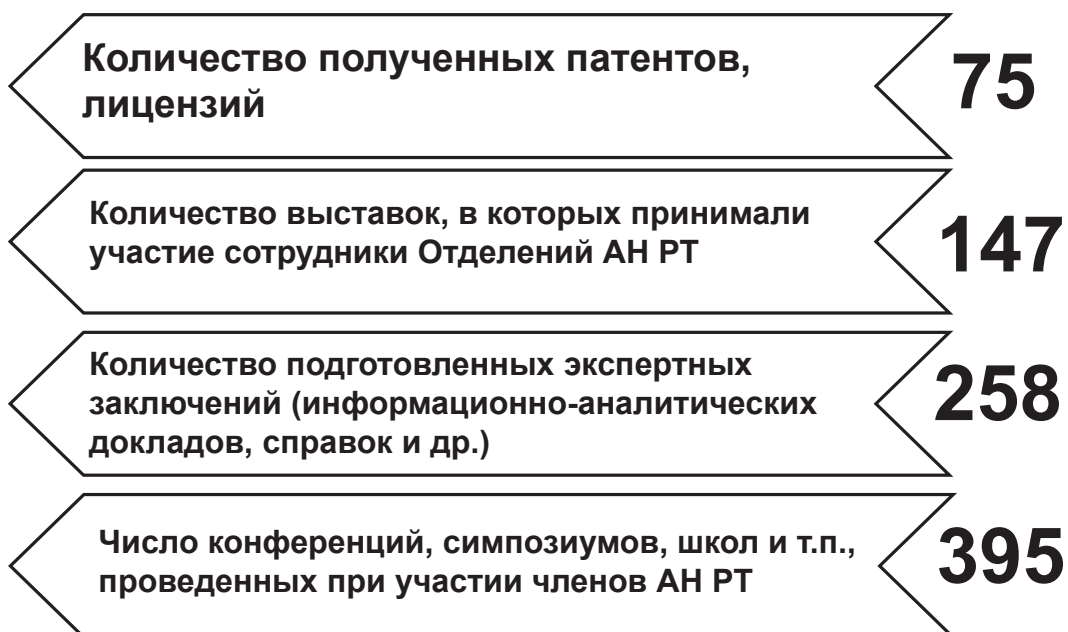 Количество полученных патентов,
лицензий
75
Количество выставок, в которых принимали
участие сотрудники Отделений АН РТ
147
Количество подготовленных экспертных
заключений (информационно-аналитических
докладов, справок и др.)
258
Число конференций, симпозиумов, школ и т.п.,
проведенных при участии членов АН РТ
395